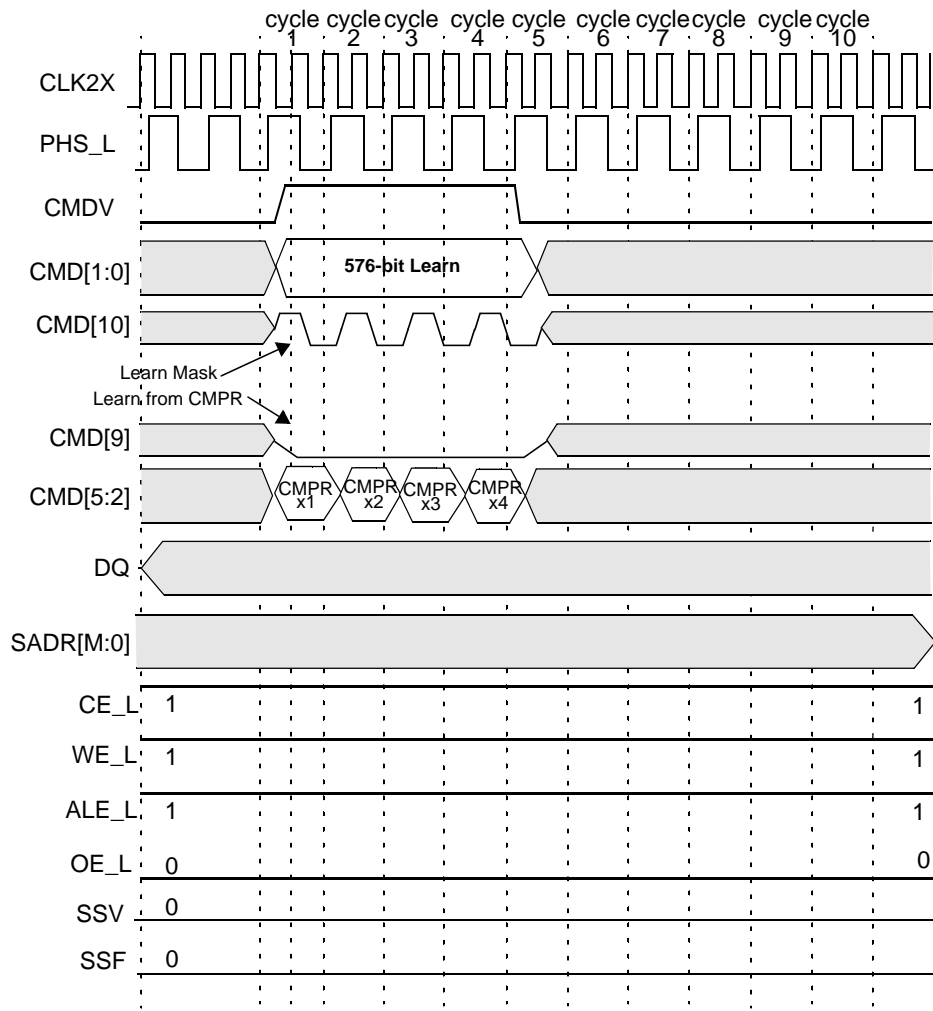 cycle cycle cycle cycle cycle cycle cycle cycle cycle cycle
1 2 3 4 5 6 7 8 9 10
CLK2X
PHS_L
CMDV
CMD[1:0] 576-bit Learn
CMD[10]
Learn Mask
Learn from CMPR
CMD[9]
CMD[5:2] CMPR CMPR CMPR CMPR
x1 x2 x3 x4
DQ
SADR[M:0]
CE_L 1 1
WE_L 1 1
ALE_L 1 1
OE_L 0 0
SSV 0
SSF 0